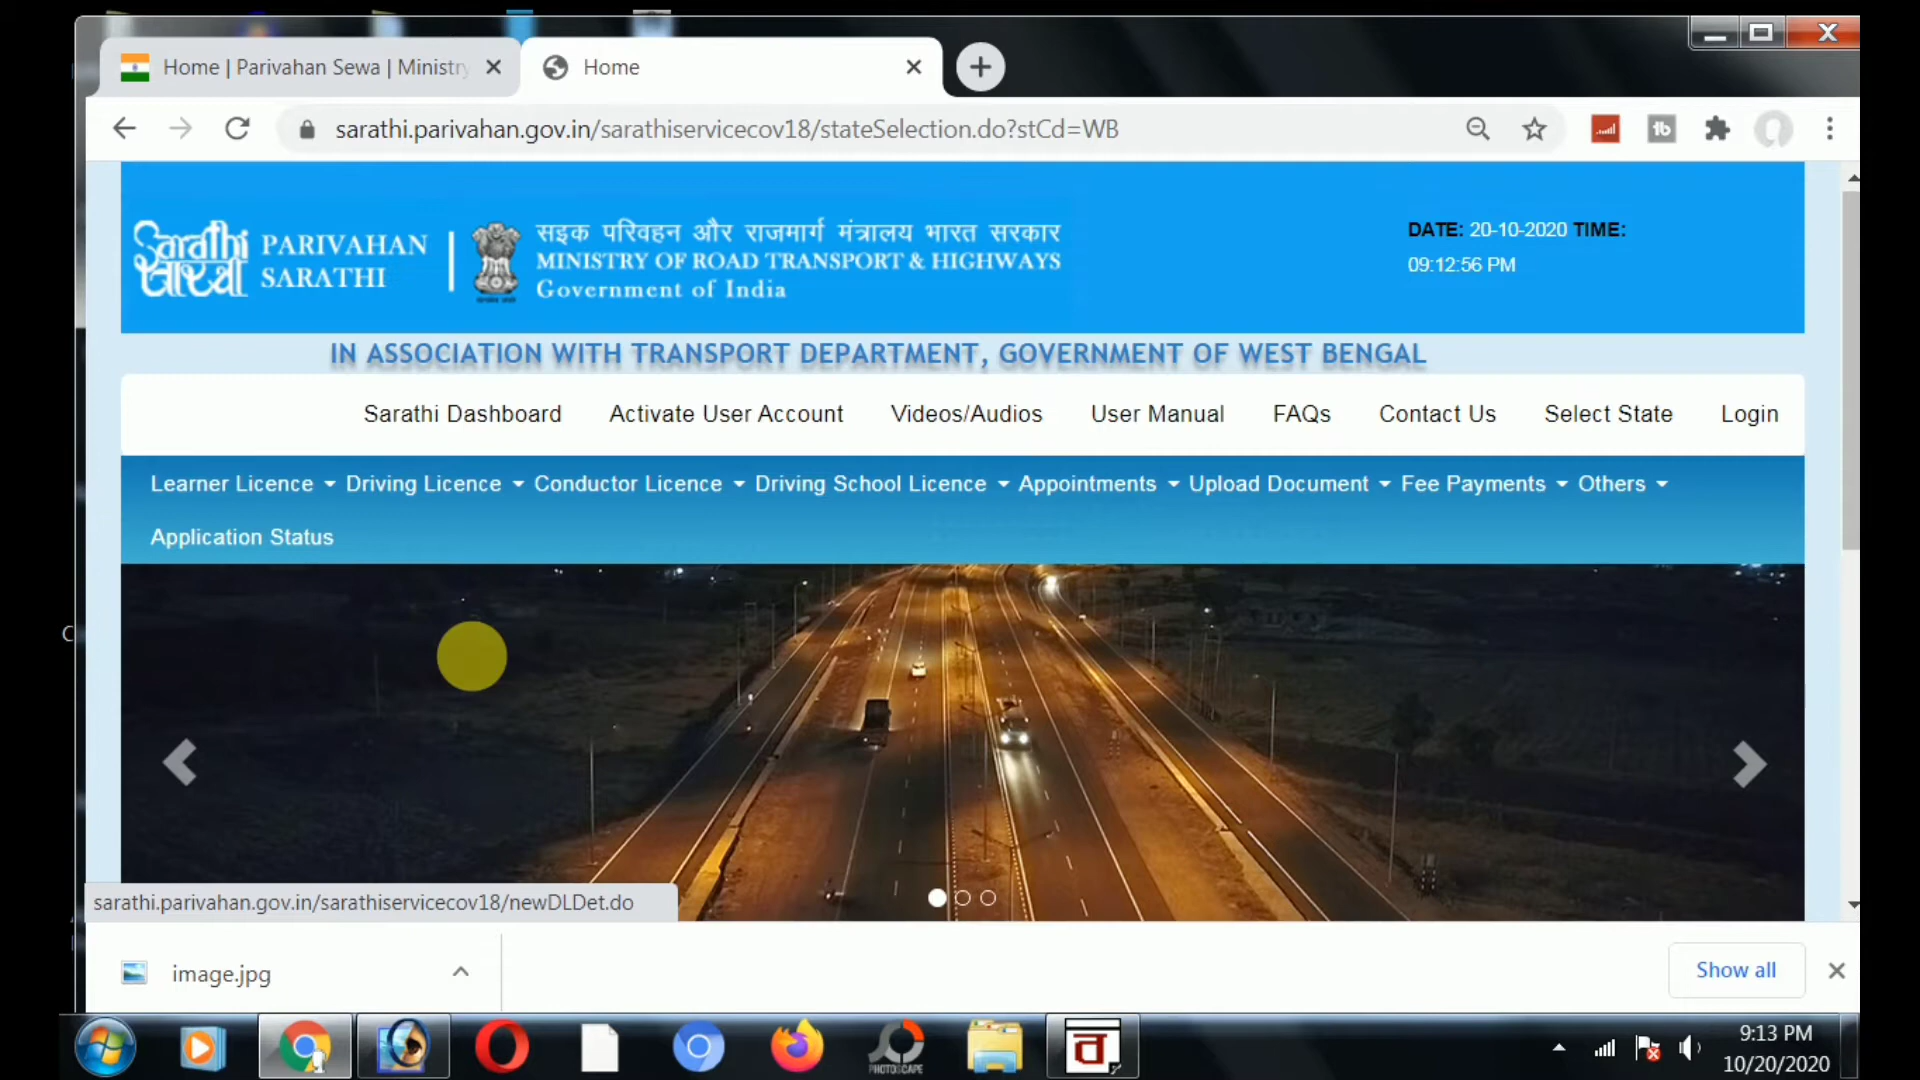 Home | Parivahan Sewa | Ministry
Home
sarathi.parivahan.gov.in/sarathiservicecov18/stateSelection.do?stCd=WB
Sarathi
सारथी
PARIVAHAN
SARATHI
सड़क परिवहन और राजमार्ग मंत्रालय भारत सरकार
MINISTRY OF ROAD TRANSPORT & HIGHWAYS
Government of India
DATE: 20-10-2020 TIME:
09:12:56 PM
IN ASSOCIATION WITH TRANSPORT DEPARTMENT, GOVERNMENT OF WEST BENGAL
Sarathi Dashboard Activate User Account Videos/Audios User Manual FAQs Contact Us Select State Login
Learner Licence Driving Licence Conductor Licence Driving School Licence Appointments Upload Document Fee Payments Others
Application Status
sarathi.parivahan.gov.in/sarathiservicecov18/newDLDet.do
image.jpg
Show all
PHOTOSCAPE
9:13 PM
10/20/2020